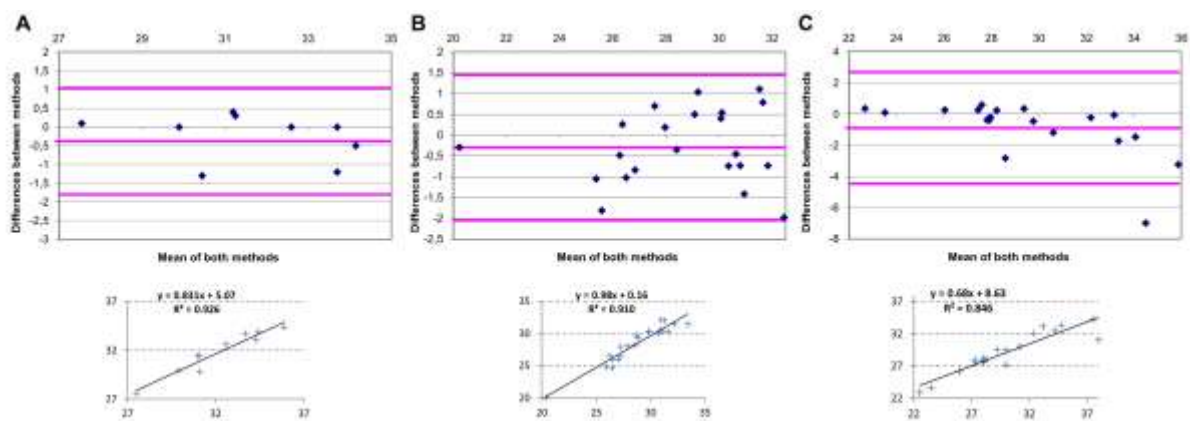 A
27 29 31 33 35
2
1,5
1
0,5
0
-0,5
-1
-1,5
-2
-2,5
-3
Differences between methods
Mean of both methods
B
20 22 24 26 28 30 32
2
1,5
1
0,5
0
-0,5
-1
-1,5
-2
-2,5
Differences between methods
Mean of both methods
C
22 24 26 28 30 32 34 36
4
2
0
-2
-4
-6
-8
Differences between methods
Mean of both methods
y = 0.831x + 5.07
R² = 0.926
37
32
27
27 32 37
y = 0.98x + 0.16
R² = 0.910
35
30
25
20
20 25 30 35
y = 0.68x + 8.63
R² = 0.846
37
32
27
22
22 27 32 37